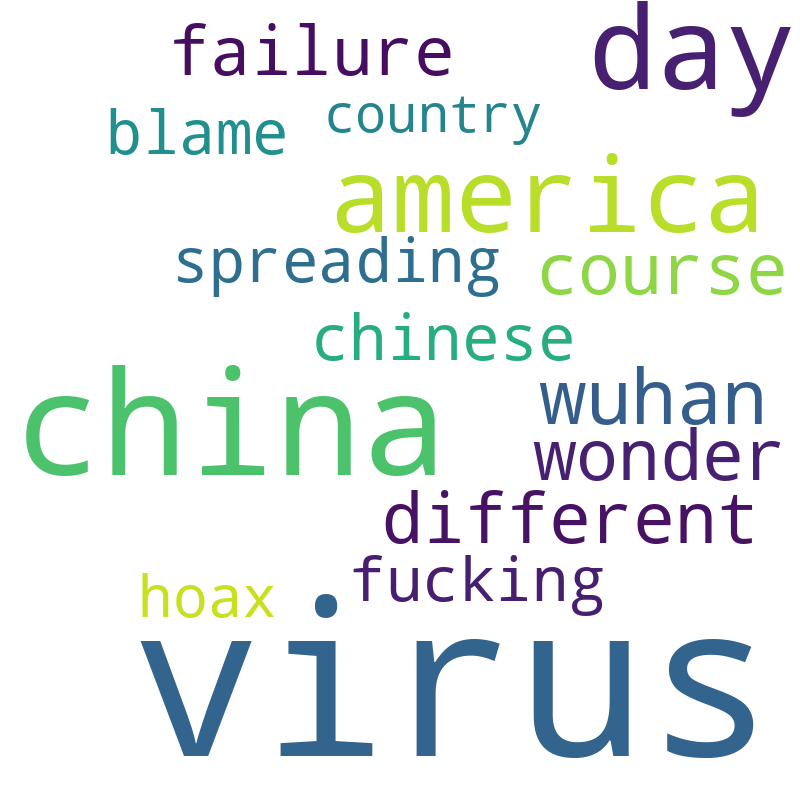 failure day
blame country
america
spreading course
chinese
china wuhan
wonder
different
hoax fucking
virus